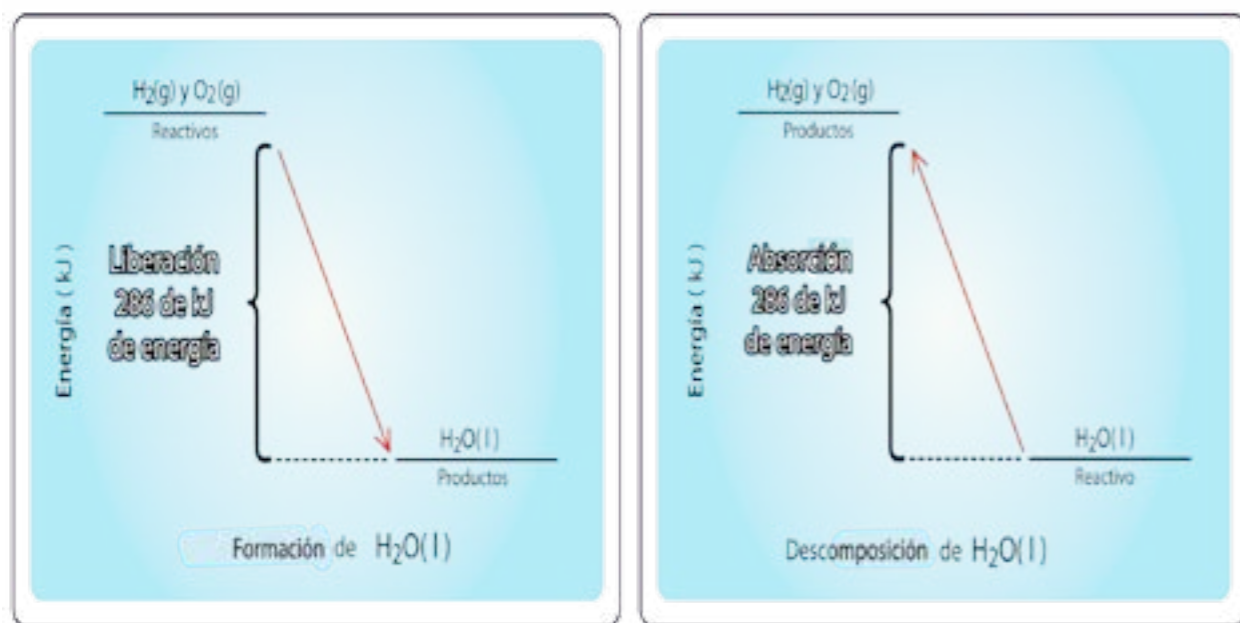 H₂(g) y O₂(g)
Reactivos
Energía ( kJ )
Liberación
286 de kJ
de energía
H₂O( l )
Productos
Formación de H₂O( l )
H₂(g) y O₂(g)
Productos
Energía ( kJ )
Absorción
286 de kJ
de energía
H₂O( l )
Reactivo
Descomposición de H₂O( l )